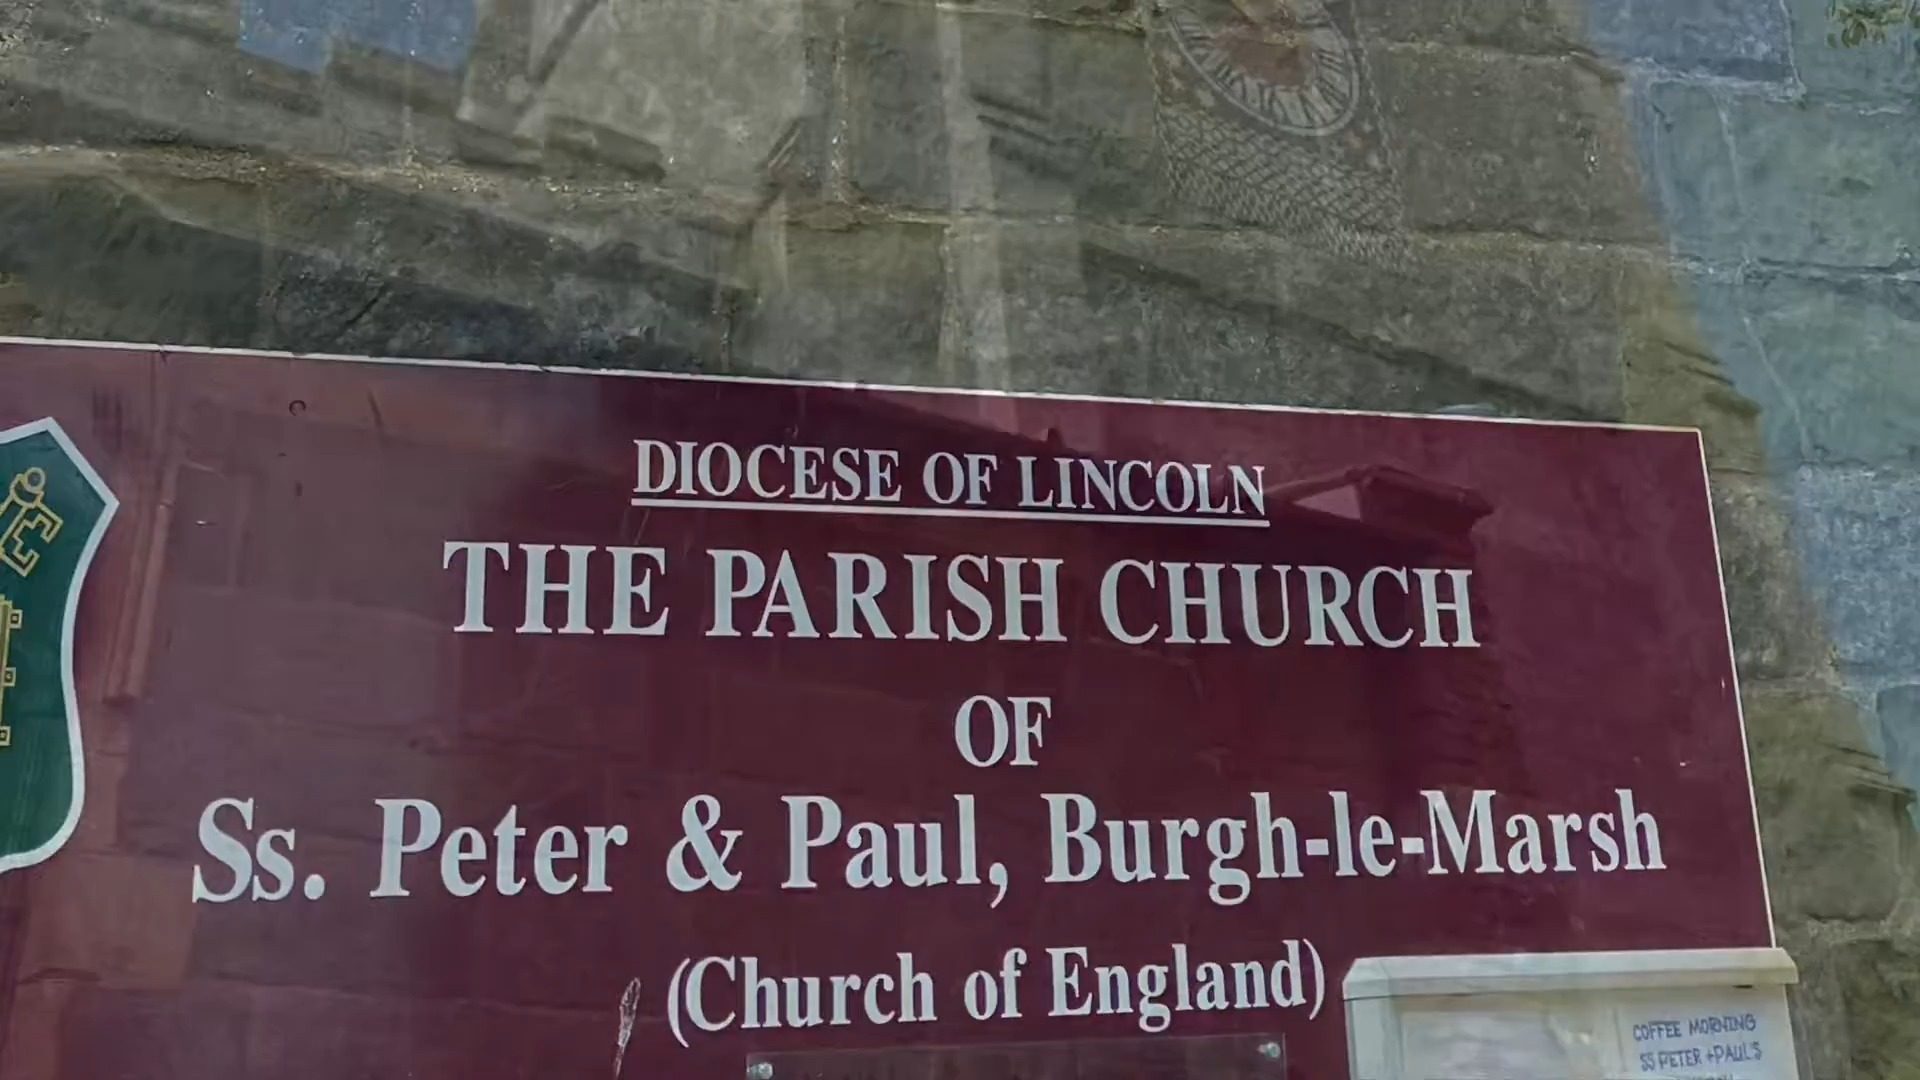 DIOCESE OF LINCOLN
THE PARISH CHURCH
OF
Ss. Peter & Paul, Burgh-le-Marsh
(Church of England)
COFFEE MORNING
SS PETER + PAUL'S